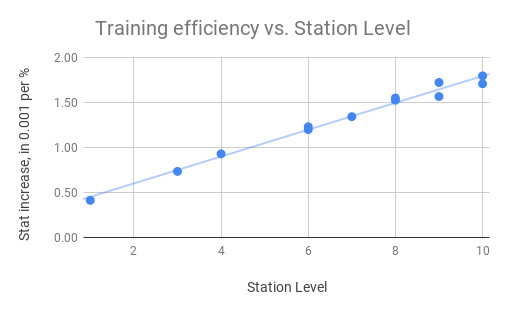 Training efficiency vs. Station Level
Stat increase, in 0.001 per %
2.00
1.50
1.00
0.50
0.00
2 4 6 8 10
Station Level